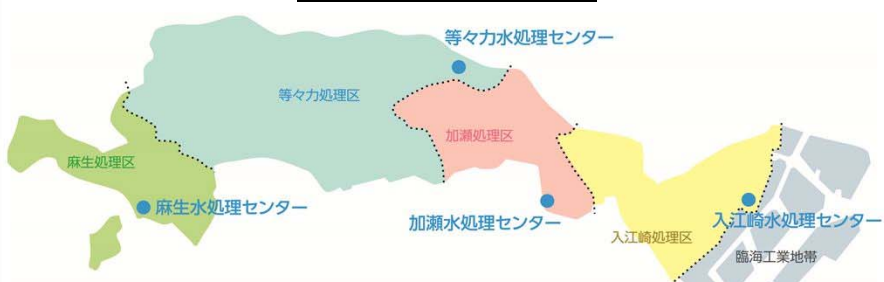 等々力水処理センター
等々力処理区
加瀬処理区
麻生処理区
麻生水処理センター
加瀬水処理センター
入江崎水処理センター
入江崎処理区
臨海工業地帯